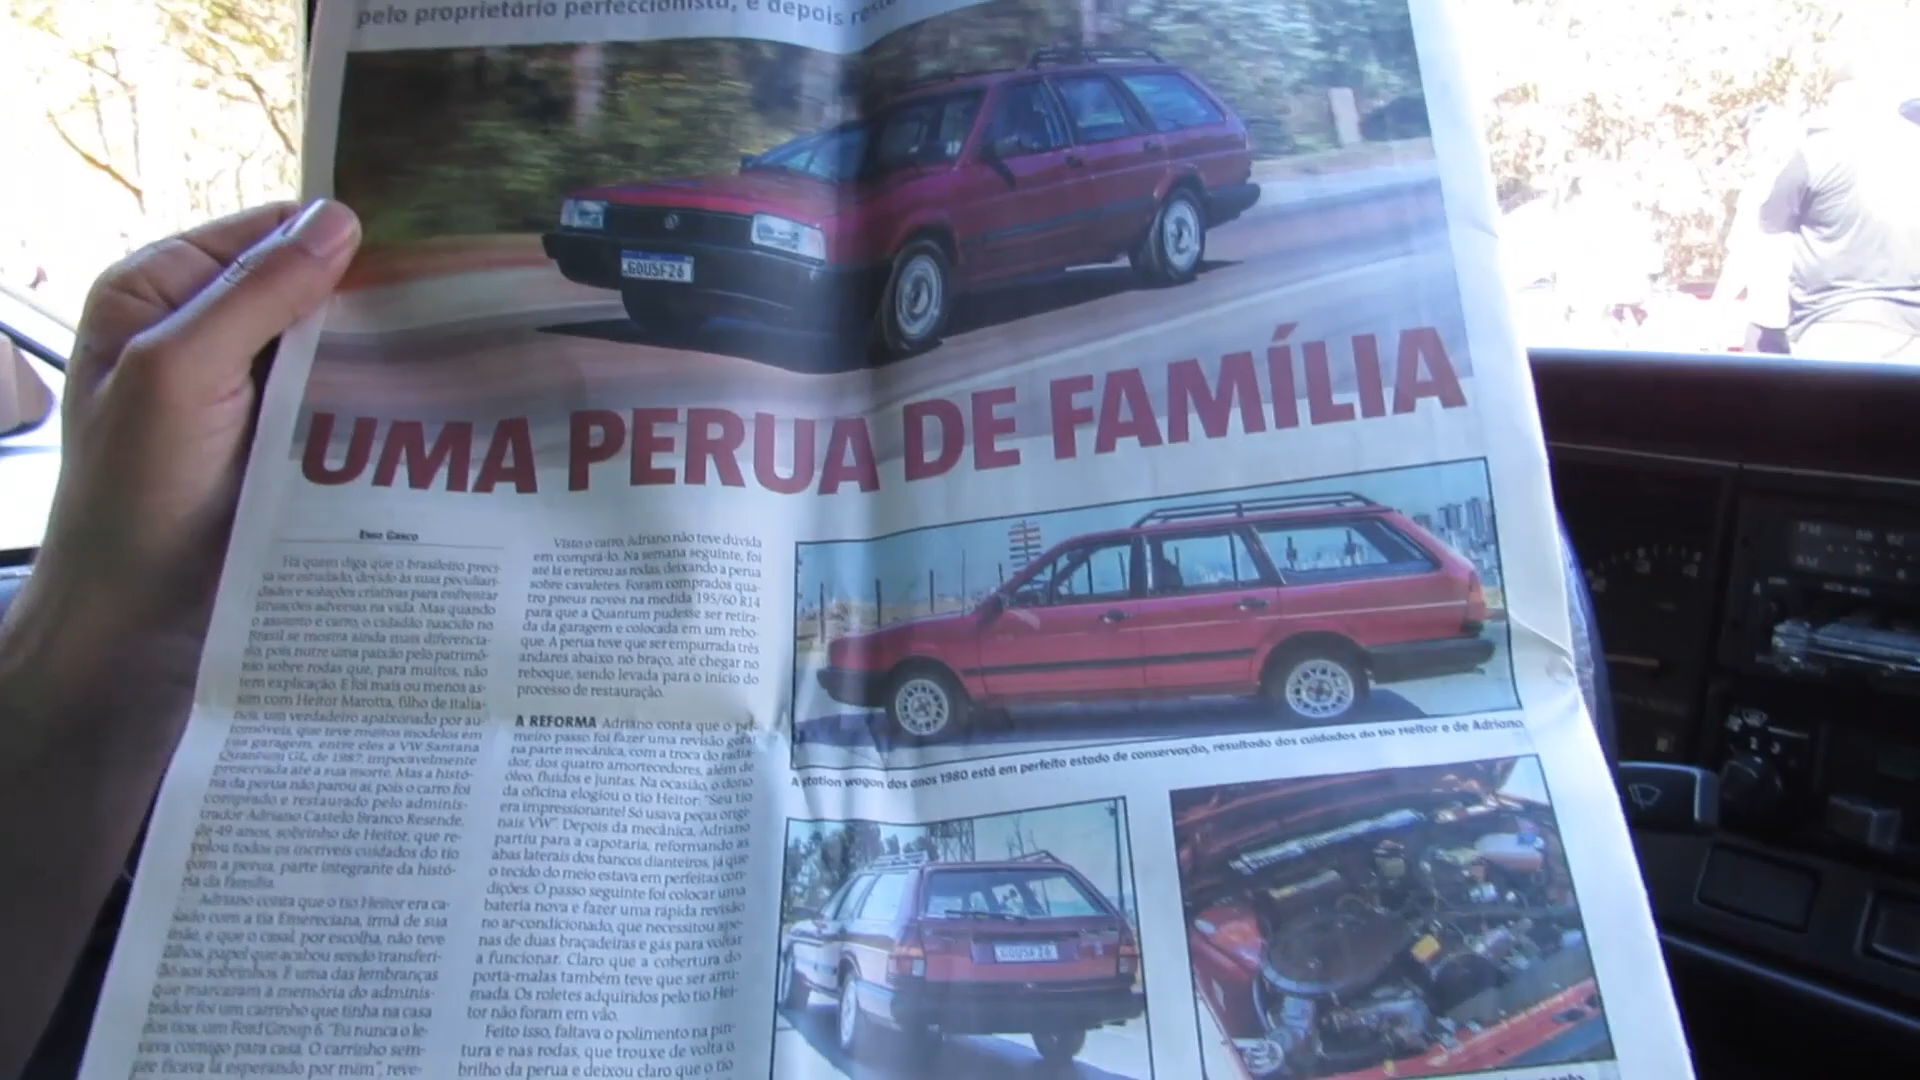 pelo proprietário perfeccionista, e depois
GOU5F26
UMA PERUA DE FAMÍLIA
Enio Greco
Há quem diga que o brasileiro preci-
sa ser estudado, devido às suas peculiari-
dades e soluções criativas para enfrentar
situações adversas na vida. Mas quando
o assunto é carro, o cidadão nascido no
Brasil se mostra ainda mais diferencia-
do, pois nutre uma paixão pelo patrimô-
nio sobre rodas que, para muitos, não
tem explicação. E foi mais ou menos as-
sim com Heitor Marotta, filho de italia-
nos, um verdadeiro apaixonado por au-
tomóveis, que teve muitos modelos em
sua garagem, entre eles a VW Santana
Quantum GL, de 1987, impecavelmente
preservada até a sua morte. Mas a histó-
ria da perua não parou aí, pois o carro foi
comprado e restaurado pelo adminis-
trador Adriano Castelo Branco Resende,
de 49 anos, sobrinho de Heitor, que re-
velou todos os incríveis cuidados do tio
com a perua, parte integrante da histó-
ria da família.
Adriano conta que o tio Heitor era ca-
sado com a tia Emereciana, irmã de sua
mãe, e que o casal, por escolha, não teve
filhos, papel que acabou sendo transferi-
do aos sobrinhos. E uma das lembranças
que marcaram a memória do adminis-
trador foi um carrinho que tinha na casa
dos tios, um Ford Group 6. "Eu nunca o le-
vava comigo para casa. O carrinho sem-
pre ficava lá esperando por mim", reve-
Visto o carro, Adriano não teve dúvida
em comprá-lo. Na semana seguinte, foi
até lá e retirou as rodas, deixando a perua
sobre cavaletes. Foram comprados qua-
tro pneus novos na medida 195/60 R14
para que a Quantum pudesse ser retira-
da da garagem e colocada em um rebo-
que. A perua teve que ser empurrada três
andares abaixo no braço, até chegar no
reboque, sendo levada para o início do
processo de restauração.
A REFORMA Adriano conta que o pri-
meiro passo foi fazer uma revisão geral
na parte mecânica, com a troca do radia-
dor, dos quatro amortecedores, além de
óleo, fluidos e juntas. Na ocasião, o dono
da oficina elogiou o tio Heitor: "Seu tio
era impressionante! Só usava peças origi-
nais VW". Depois da mecânica, Adriano
partiu para a capotaria, reformando as
abas laterais dos bancos dianteiros, já que
o tecido do meio estava em perfeitas con-
dições. O passo seguinte foi colocar uma
bateria nova e fazer uma rápida revisão
no ar-condicionado, que necessitou ape-
nas de duas braçadeiras e gás para voltar
a funcionar. Claro que a cobertura do
porta-malas também teve que ser arru-
mada. Os roletes adquiridos pelo tio Hei-
tor não foram em vão.
Feito isso, faltava o polimento na pin-
tura e nas rodas, que trouxe de volta o
brilho da perua e deixou claro que o tio
A station wagon dos anos 1980 está em perfeito estado de conservação, resultado dos cuidados do tio Heitor e de Adriano
GOU5F26
FM
AM